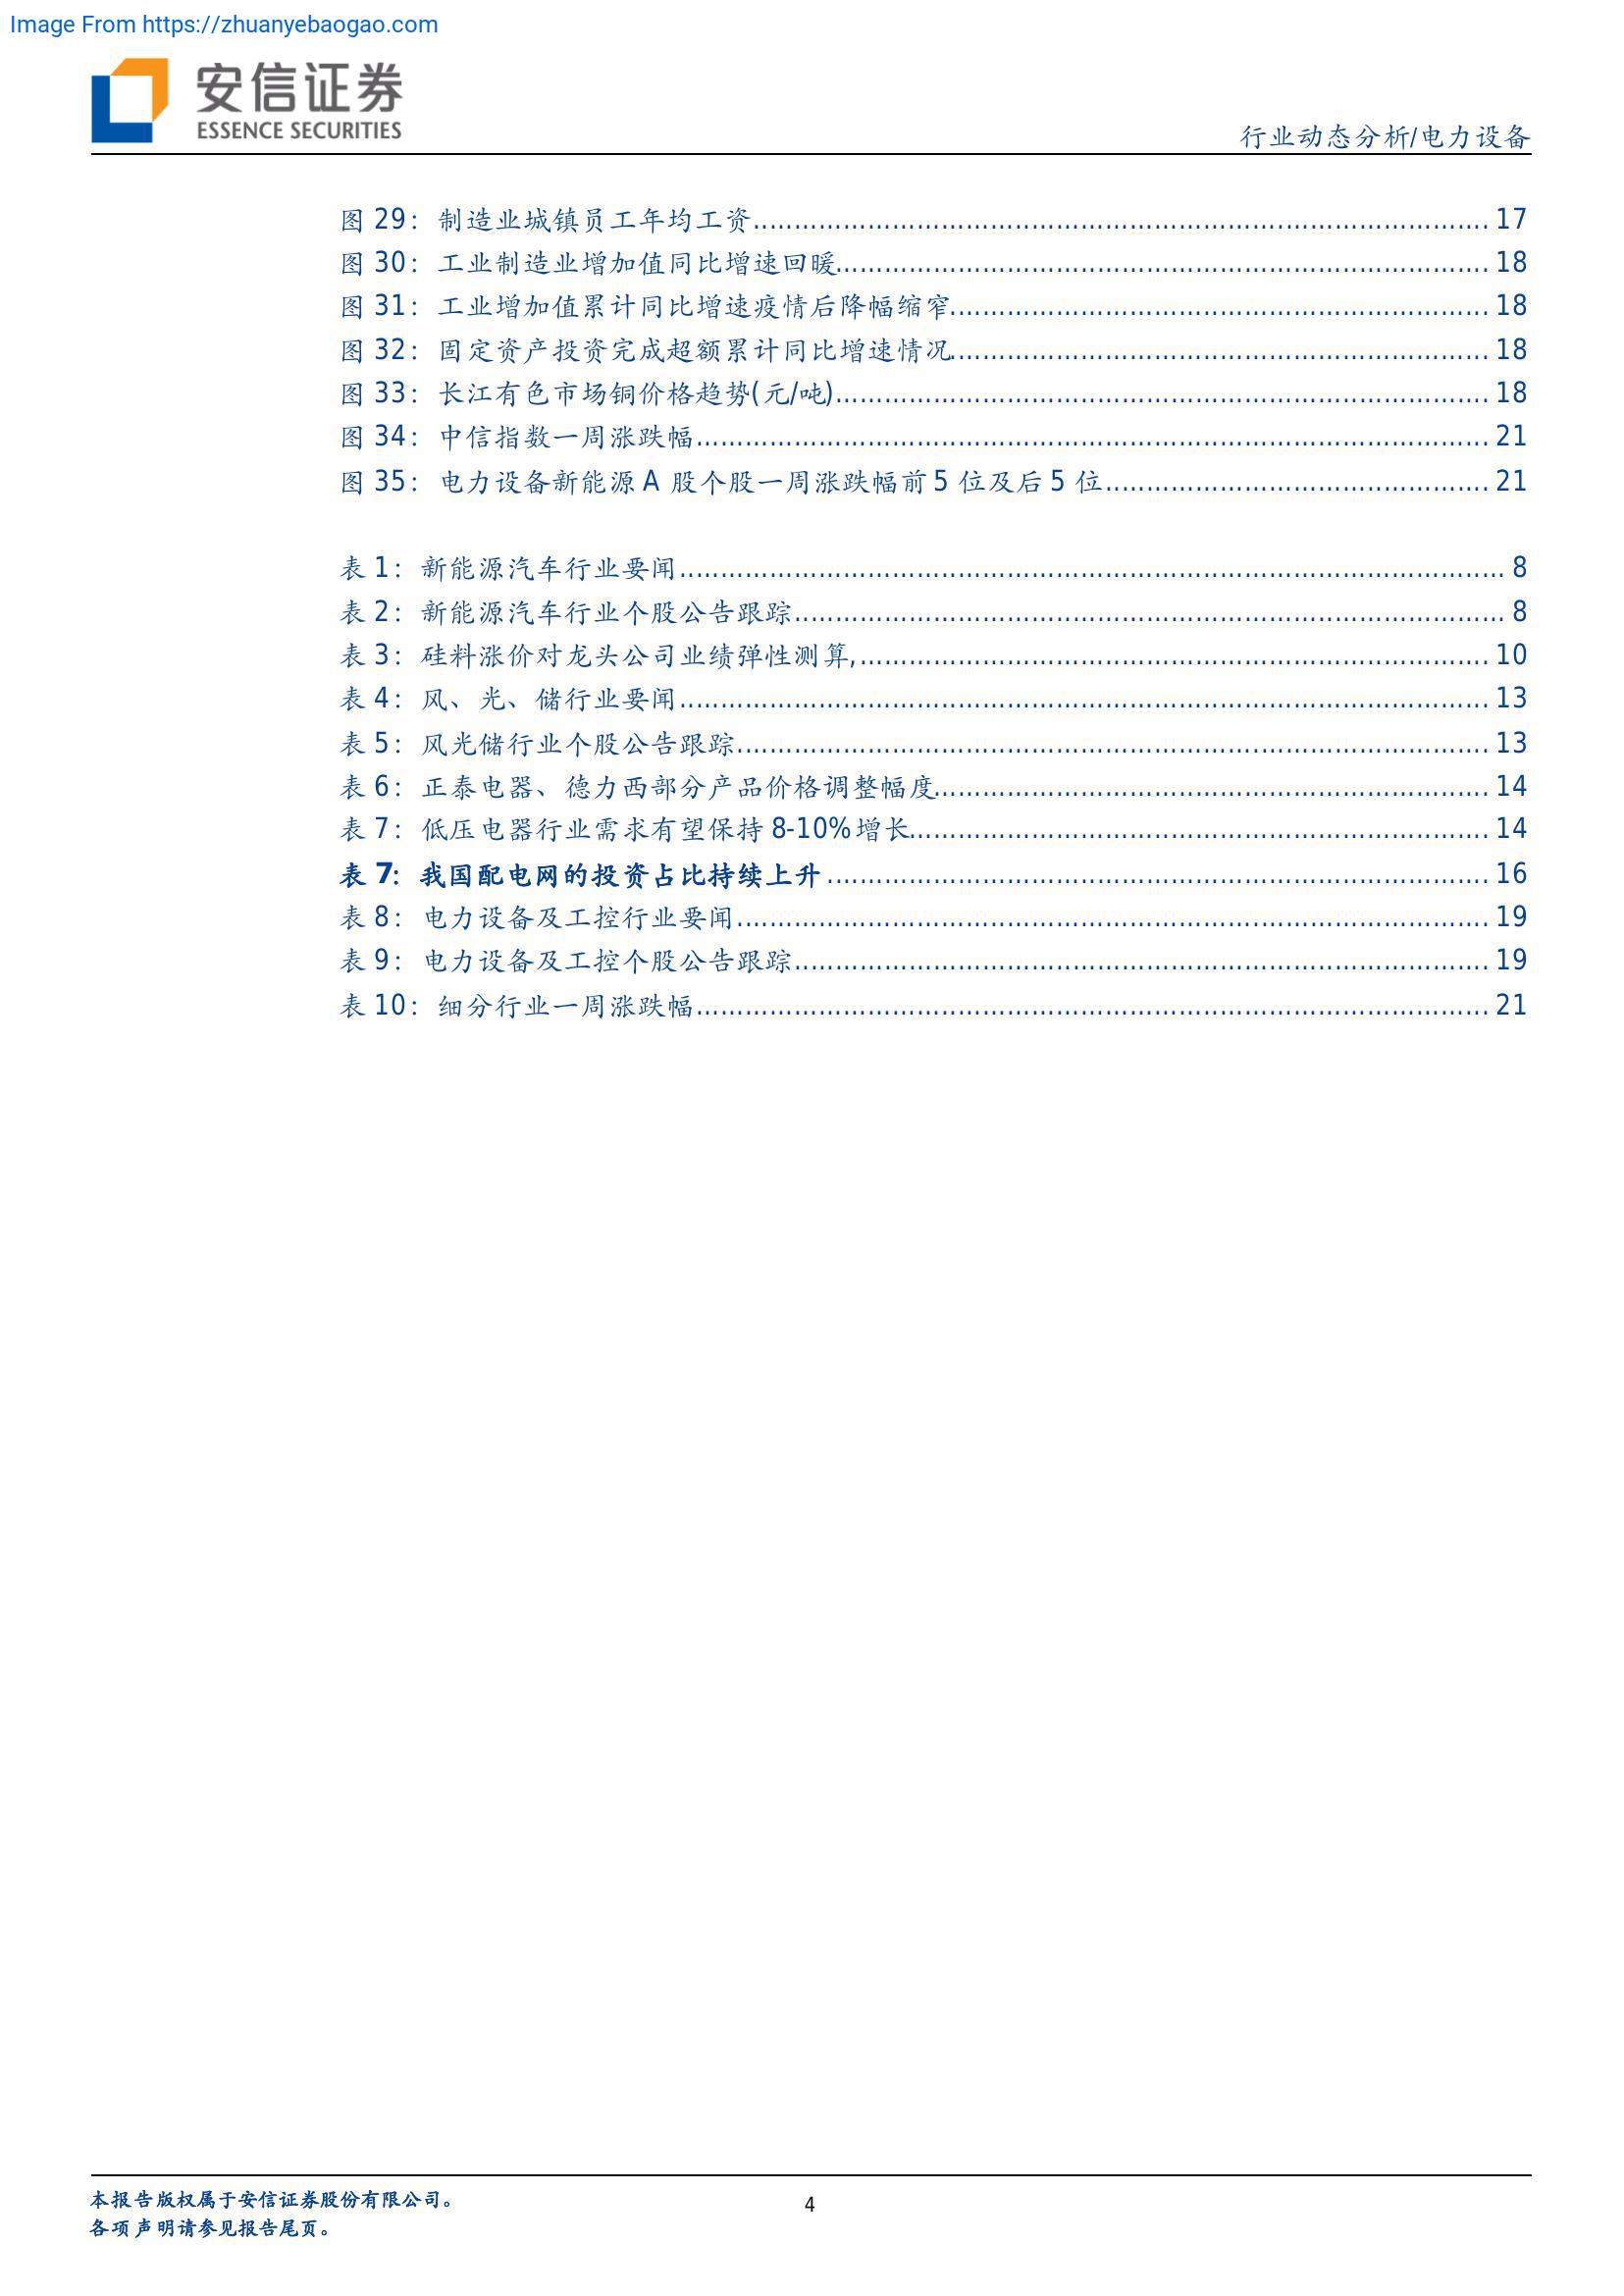 Image From https://zhuanyebaogao.com
安信证券
ESSENCE SECURITIES
行业动态分析/电力设备
图 29：制造业城镇员工年均工资 17
图 30：工业制造业增加值同比增速回暖 18
图 31：工业增加值累计同比增速疫情后降幅缩窄 18
图 32：固定资产投资完成超额累计同比增速情况 18
图 33：长江有色市场铜价格趋势(元/吨) 18
图 34：中信指数一周涨跌幅 21
图 35：电力设备新能源 A 股个股一周涨跌幅前 5 位及后 5 位 21
表 1：新能源汽车行业要闻 8
表 2：新能源汽车行业个股公告跟踪 8
表 3：硅料涨价对龙头公司业绩弹性测算, 10
表 4：风、光、储行业要闻 13
表 5：风光储行业个股公告跟踪 13
表 6：正泰电器、德力西部分产品价格调整幅度 14
表 7：低压电器行业需求有望保持 8-10%增长 14
表 7：我国配电网的投资占比持续上升 16
表 8：电力设备及工控行业要闻 19
表 9：电力设备及工控个股公告跟踪 19
表 10：细分行业一周涨跌幅 21
本报告版权属于安信证券股份有限公司。
4
各项声明请参见报告尾页。